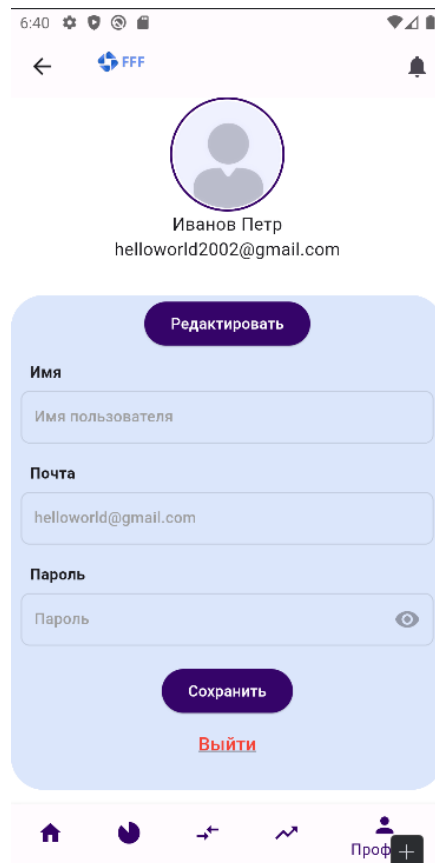 6:40
FFF
Иванов Петр
helloworld2002@gmail.com
Редактировать
Имя
Имя пользователя
Почта
helloworld@gmail.com
Пароль
Пароль
Сохранить
Выйти